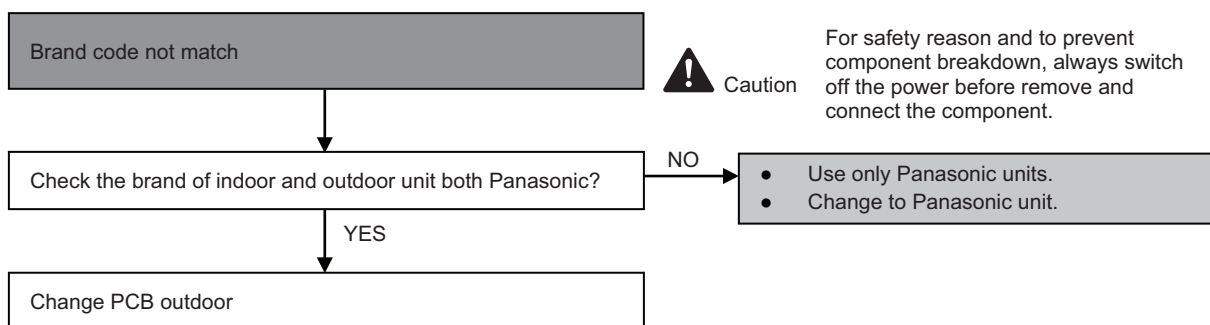 Brand code not match
Caution
For safety reason and to prevent
component breakdown, always switch
off the power before remove and
connect the component.
Check the brand of indoor and outdoor unit both Panasonic?
NO
● Use only Panasonic units.
● Change to Panasonic unit.
YES
Change PCB outdoor